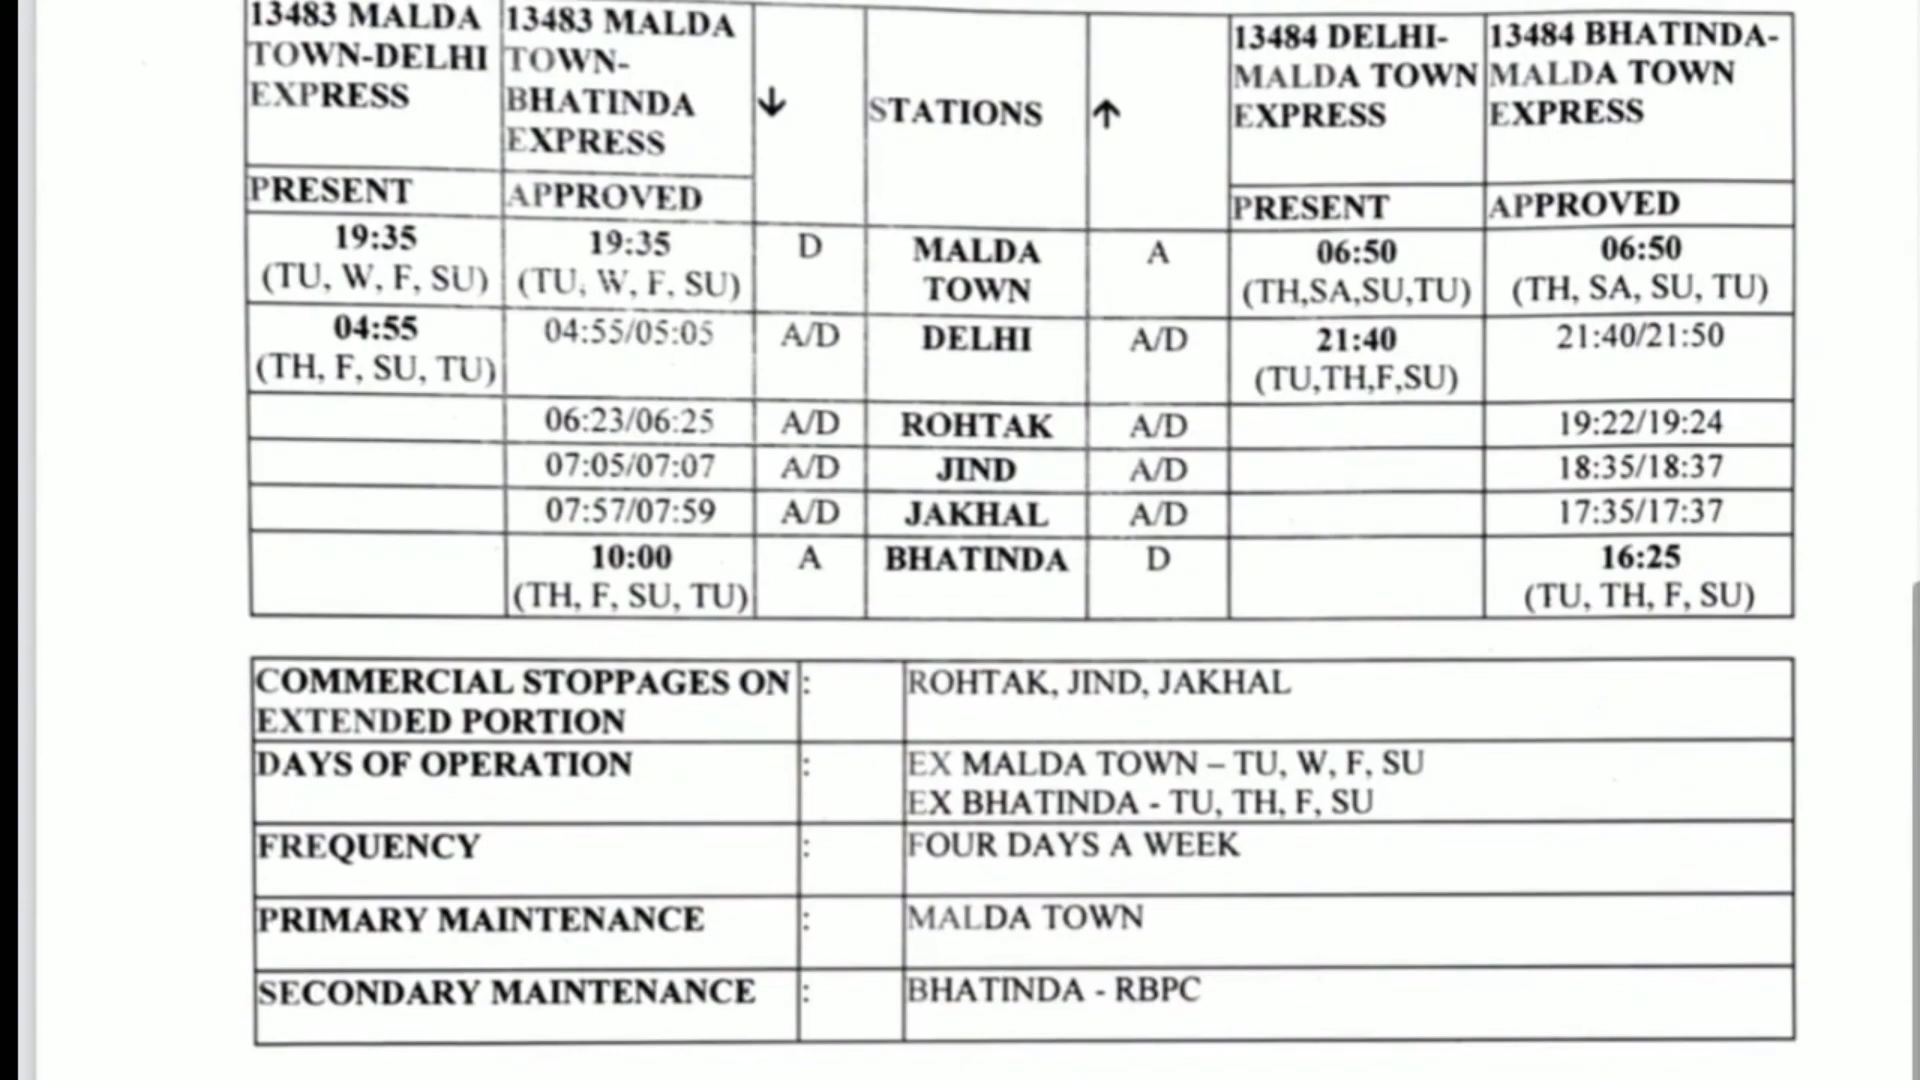 13483 MALDA TOWN-DELHI EXPRESS
13483 MALDA TOWN-BHATINDA EXPRESS
↓
STATIONS
↑
13484 DELHI-MALDA TOWN EXPRESS
13484 BHATINDA-MALDA TOWN EXPRESS
PRESENT APPROVED PRESENT APPROVED
19:35 19:35 D MALDA A 06:50 06:50
(TU, W, F, SU) (TU, W, F, SU) TOWN (TH,SA,SU,TU) (TH, SA, SU, TU)
04:55 04:55/05:05 A/D DELHI A/D 21:40 21:40/21:50
(TH, F, SU, TU) (TU,TH,F,SU)
06:23/06:25 A/D ROHTAK A/D 19:22/19:24
07:05/07:07 A/D JIND A/D 18:35/18:37
07:57/07:59 A/D JAKHAL A/D 17:35/17:37
10:00 A BHATINDA D 16:25
(TH, F, SU, TU) (TU, TH, F, SU)
COMMERCIAL STOPPAGES ON : ROHTAK, JIND, JAKHAL
EXTENDED PORTION
DAYS OF OPERATION : EX MALDA TOWN – TU, W, F, SU
EX BHATINDA - TU, TH, F, SU
FREQUENCY : FOUR DAYS A WEEK
PRIMARY MAINTENANCE : MALDA TOWN
SECONDARY MAINTENANCE : BHATINDA - RBPC